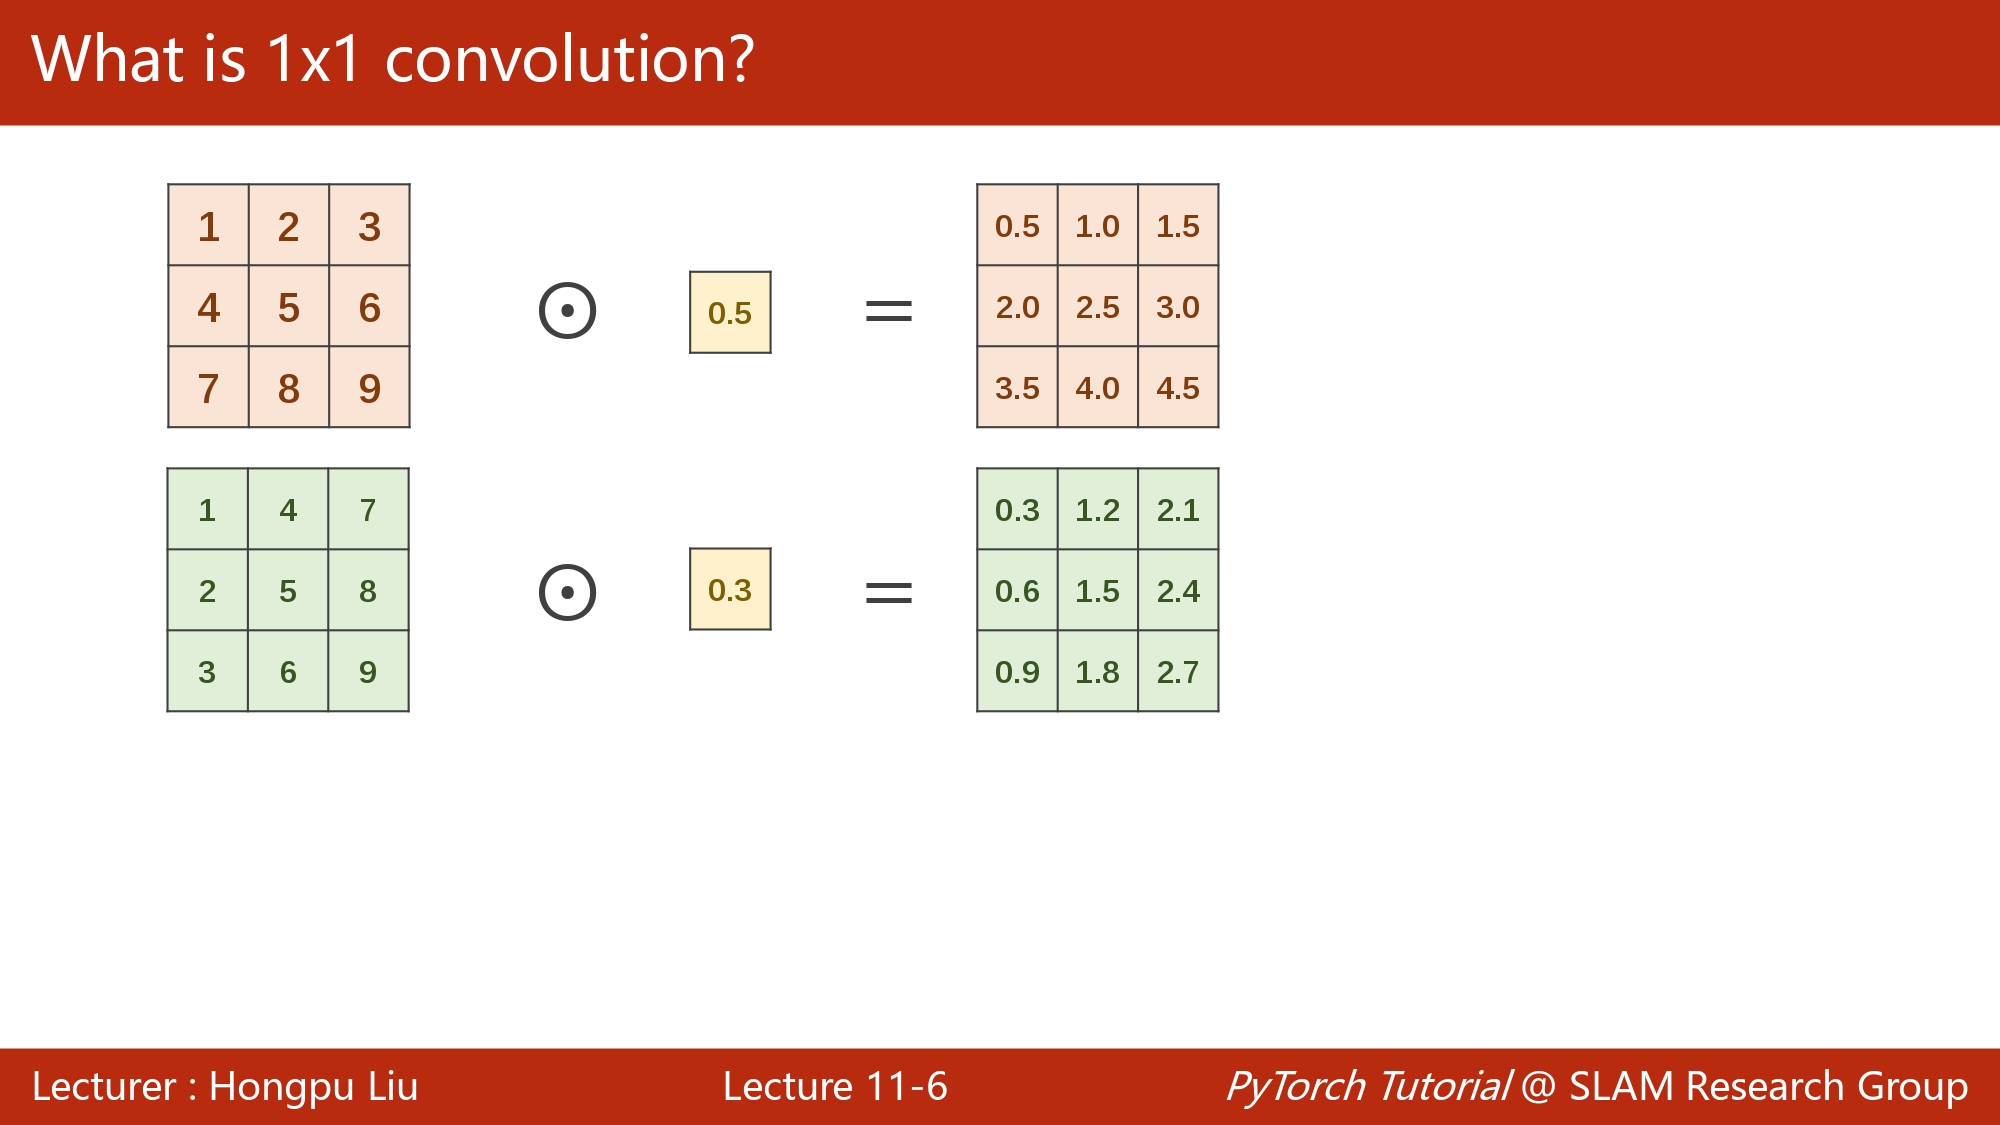 What is 1x1 convolution?
1 2 3
4 5 6
7 8 9
⊙ 0.5 =
0.5 1.0 1.5
2.0 2.5 3.0
3.5 4.0 4.5
1 4 7
2 5 8
3 6 9
⊙ 0.3 =
0.3 1.2 2.1
0.6 1.5 2.4
0.9 1.8 2.7
Lecturer : Hongpu Liu
Lecture 11-6
PyTorch Tutorial @ SLAM Research Group